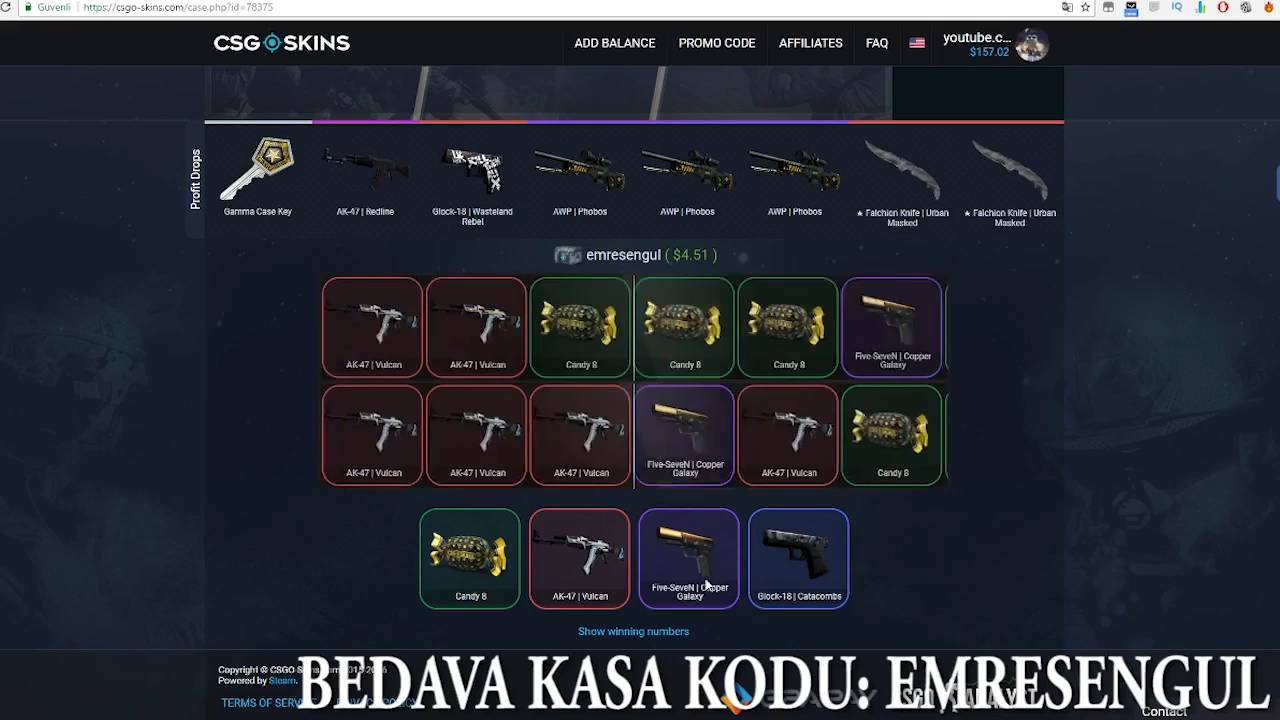 Güvenli
https://csgo-skins.com/case.php?id=78375
CSGO SKINS
ADD BALANCE
PROMO CODE
AFFILIATES
FAQ
youtube.c...
$157.02
Profit Drops
Gamma Case Key
AK-47 | Redline
Glock-18 | Wasteland
Rebel
AWP | Phobos
AWP | Phobos
AWP | Phobos
★ Falchion Knife | Urban
Masked
★ Falchion Knife | Urban
Masked
emresengul ( $4.51 )
AK-47 | Vulcan
AK-47 | Vulcan
Candy 8
Candy 8
Candy 8
Five-SeveN | Copper
Galaxy
AK-47 | Vulcan
AK-47 | Vulcan
AK-47 | Vulcan
Five-SeveN | Copper
Galaxy
AK-47 | Vulcan
Candy 8
Candy 8
AK-47 | Vulcan
Five-SeveN | Copper
Galaxy
Glock-18 | Catacombs
Show winning numbers
Copyright © CSGO-Skins.com
Powered by Steam.
BEDAVA KASA KODU: EMRESENGUL
TERMS OF SERVICE
Contact